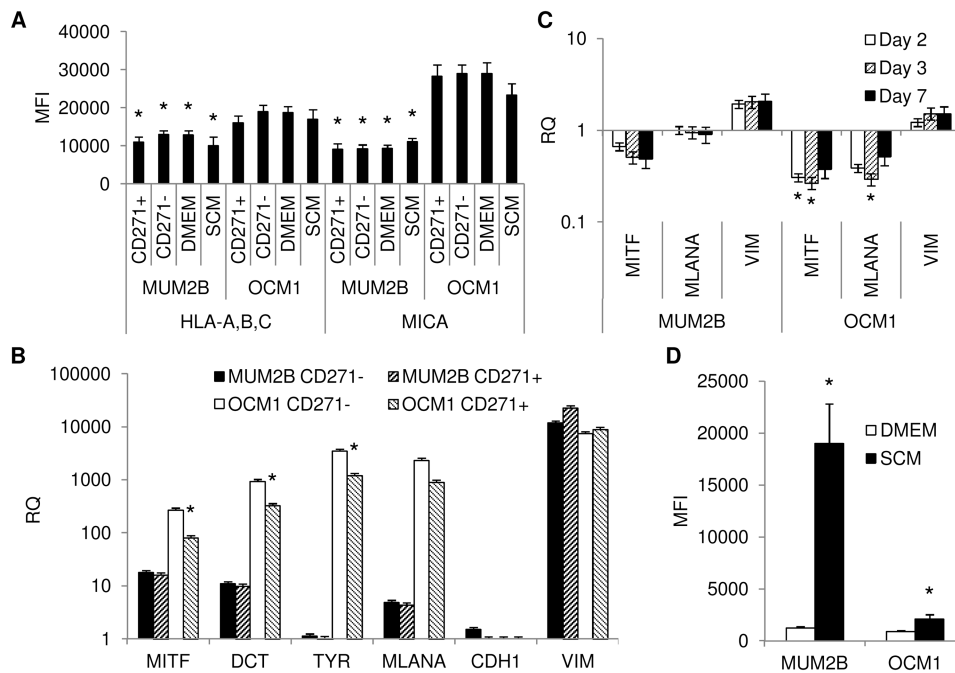 A
MFI
40000
30000
20000
10000
0
* * * * * * * *
CD271+ CD271- DMEM SCM CD271+ CD271- DMEM SCM CD271+ CD271- DMEM SCM CD271+ CD271- DMEM SCM
MUM2B OCM1 MUM2B OCM1
HLA-A,B,C MICA
C
RQ
10
1
0.1
Day 2
Day 3
Day 7
* * *
MITF MLANA VIM MITF MLANA VIM
MUM2B OCM1
B
RQ
100000
10000
1000
100
10
1
MUM2B CD271- MUM2B CD271+
OCM1 CD271- OCM1 CD271+
* * *
MITF DCT TYR MLANA CDH1 VIM
D
MFI
25000
20000
15000
10000
5000
0
DMEM
SCM
* *
MUM2B OCM1